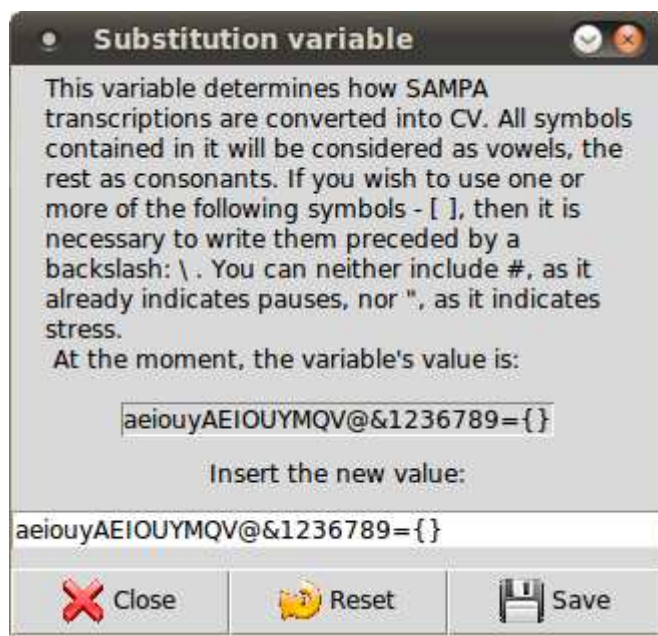 Substitution variable
This variable determines how SAMPA
transcriptions are converted into CV. All symbols
contained in it will be considered as vowels, the
rest as consonants. If you wish to use one or
more of the following symbols - [ ], then it is
necessary to write them preceded by a
backslash: \ . You can neither include #, as it
already indicates pauses, nor ", as it indicates
stress.
At the moment, the variable's value is:
aeiouyAEIOUYMQV@&1236789={}
Insert the new value:
aeiouyAEIOUYMQV@&1236789={}
Close Reset Save